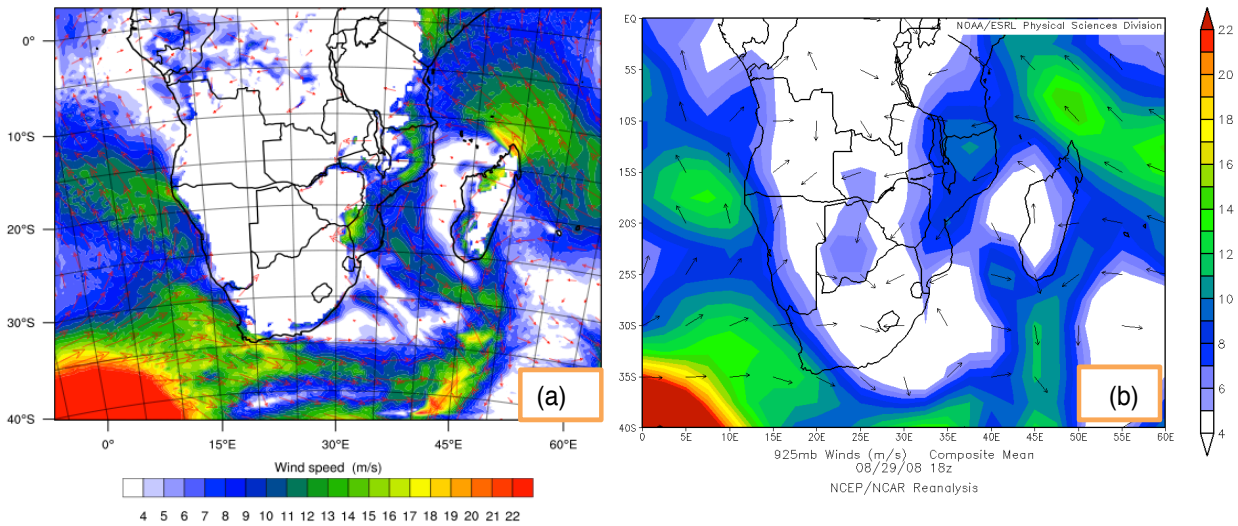 0°
10°S
20°S
30°S
40°S
0° 15°E 30°E 45°E 60°E
(a)
Wind speed (m/s)
4 5 6 7 8 9 10 11 12 13 14 15 16 17 18 19 20 21 22
NOAA/ESRL Physical Sciences Division
EQ
5S
10S
15S
20S
25S
30S
35S
40S
0 5E 10E 15E 20E 25E 30E 35E 40E 45E 50E 55E 60E
(b)
925mb Winds (m/s) Composite Mean
08/29/08 18z
NCEP/NCAR Reanalysis
22
20
18
16
14
12
10
8
6
4